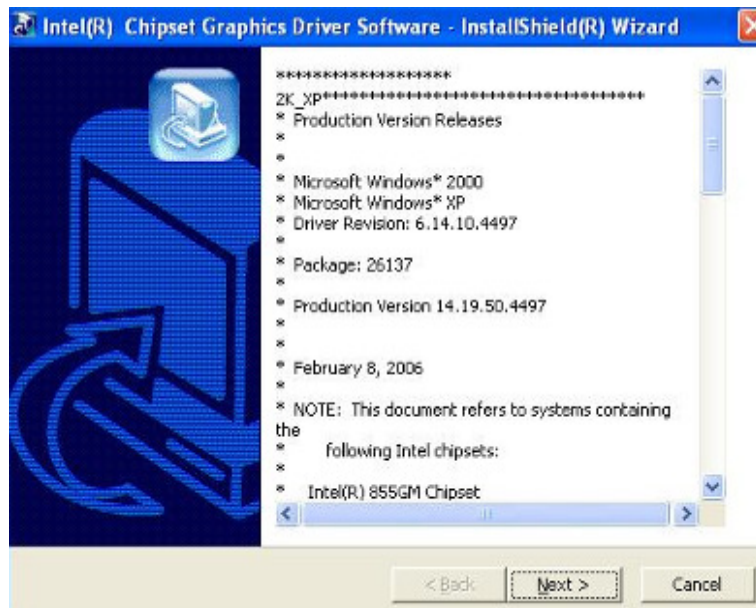 Intel(R) Chipset Graphics Driver Software - InstallShield(R) Wizard
*******************
2K_XP***********************************
* Production Version Releases
*
*
* Microsoft Windows* 2000
* Microsoft Windows* XP
* Driver Revision: 6.14.10.4497
*
* Package: 26137
*
* Production Version 14.19.50.4497
*
*
* February 8, 2006
*
* NOTE: This document refers to systems containing
the
* following Intel chipsets:
*
* Intel(R) 855GM Chipset
< Back
Next >
Cancel